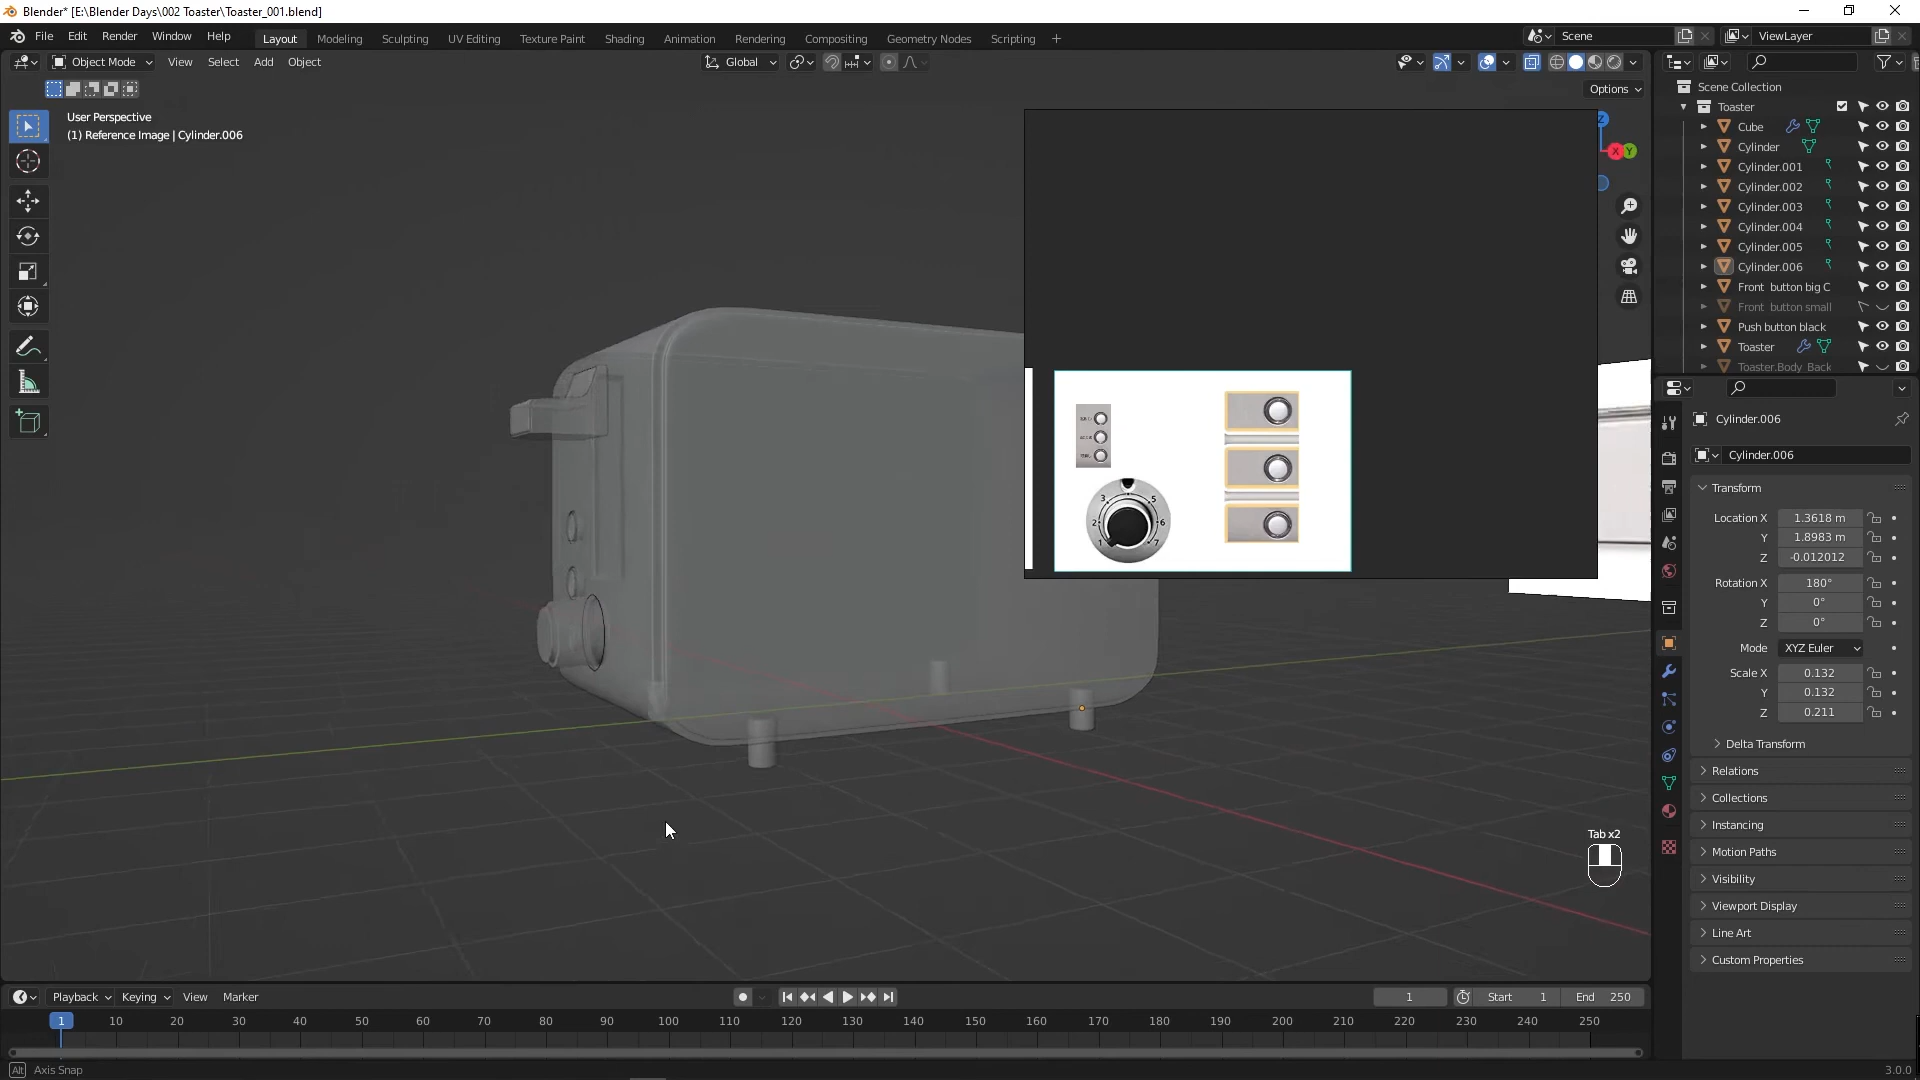 Blender* [E:\Blender Days\002 Toaster\Toaster_001.blend]
File Edit Render Window Help
Layout Modeling Sculpting UV Editing Texture Paint Shading Animation Rendering Compositing Geometry Nodes Scripting +
Scene
ViewLayer
Object Mode View Select Add Object
Global
Options
User Perspective
(1) Reference Image | Cylinder.006
Z
X
Y
Scene Collection
Toaster
Cube
Cylinder
Cylinder.001
Cylinder.002
Cylinder.003
Cylinder.004
Cylinder.005
Cylinder.006
Front button big C
Front button small
Push button black
Toaster
Toaster.Body Back
1
2
3
5
6
7
Cylinder.006
Cylinder.006
Transform
Location X 1.3618 m
Y 1.8983 m
Z -0.012012
Rotation X 180°
Y 0°
Z 0°
Mode XYZ Euler
Scale X 0.132
Y 0.132
Z 0.211
Delta Transform
Relations
Collections
Instancing
Motion Paths
Visibility
Viewport Display
Line Art
Custom Properties
Tab x2
Playback Keying View Marker
1 Start 1 End 250
1 10 20 30 40 50 60 70 80 90 100 110 120 130 140 150 160 170 180 190 200 210 220 230 240 250
Alt Axis Snap
3.0.0